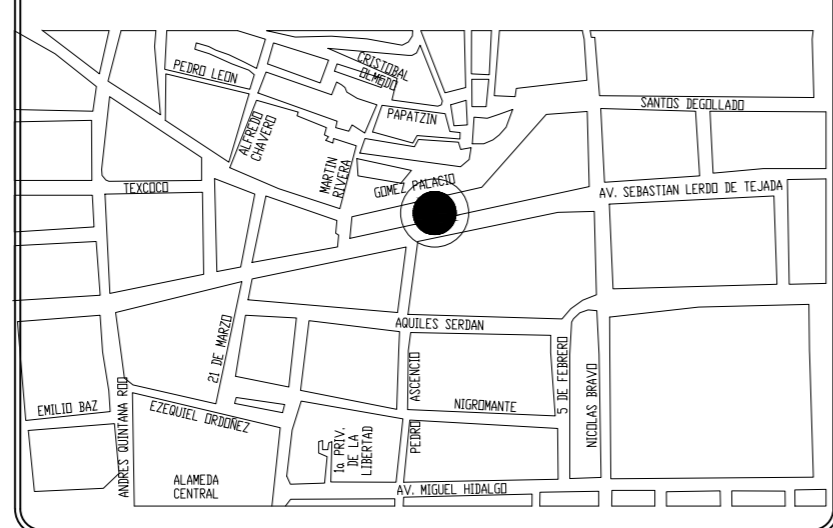 CRISTOBAL
OLMEDO
PEDRO LEON
SANTOS DEGOLLADO
PAPATZIN
ALFREDO
CHAVERO
MARTIN
RIVERA
GOMEZ PALACIO
TEXCOCO
AV. SEBASTIAN LERDO DE TEJADA
21 DE MARZO
AQUILES SERDAN
ASCENCIO
PEDRO
5 DE FEBRERO
NICOLAS BRAVO
EMILIO BAZ
ANDRES QUINTANA ROO
EZEQUIEL ORDOÑEZ
NIGROMANTE
1a PRIV.
DE LA
LIBERTAD
ALAMEDA
CENTRAL
AV. MIGUEL HIDALGO